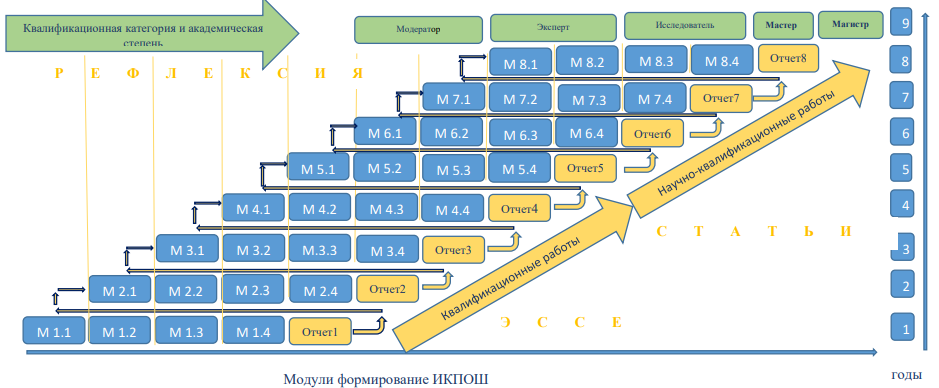 Квалификационная категория и академическая
степень
Модератор
Эксперт
Исследователь
Мастер
Магистр
9
Р Е Ф Л Е К С И Я
М 8.1 М 8.2 М 8.3 М 8.4 Отчет8 8
М 7.1 М 7.2 М 7.3 М 7.4 Отчет7 7
М 6.1 М 6.2 М 6.3 М 6.4 Отчет6 6
М 5.1 М 5.2 М 5.3 М 5.4 Отчет5 5
М 4.1 М 4.2 М 4.3 М 4.4 Отчет4 4
М 3.1 М 3.2 М.3.3 М 3.4 Отчет3 3
М 2.1 М 2.2 М 2.3 М 2.4 Отчет2 2
М 1.1 М 1.2 М 1.3 М 1.4 Отчет1 1
Квалификационные работы
Научно-квалификационные работы
С Т А Т Ь И
Э С С Е
Модули формирование ИКПОШ
годы